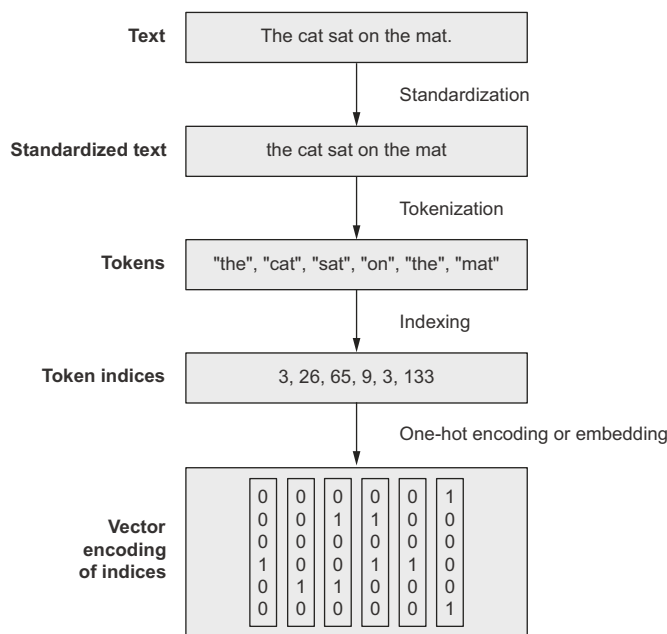 Text
The cat sat on the mat.
Standardization
Standardized text
the cat sat on the mat
Tokenization
Tokens
"the", "cat", "sat", "on", "the", "mat"
Indexing
Token indices
3, 26, 65, 9, 3, 133
One-hot encoding or embedding
Vector
encoding
of indices
0 0 0 0 0 1
0 0 1 1 0 0
0 0 0 0 0 0
1 0 0 1 1 0
0 1 1 0 0 0
0 0 0 0 0 1